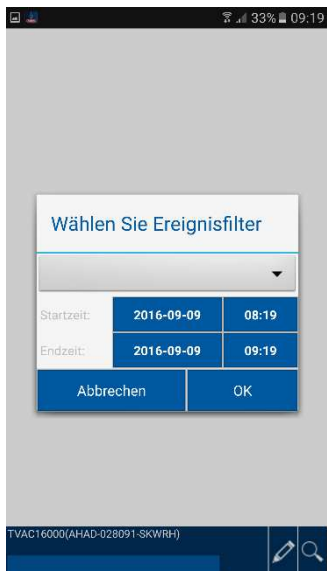 33% 09:19
Wählen Sie Ereignisfilter
Startzeit: 2016-09-09 08:19
Endzeit: 2016-09-09 09:19
Abbrechen OK
TVAC16000(AHAD-028091-SKWRH)